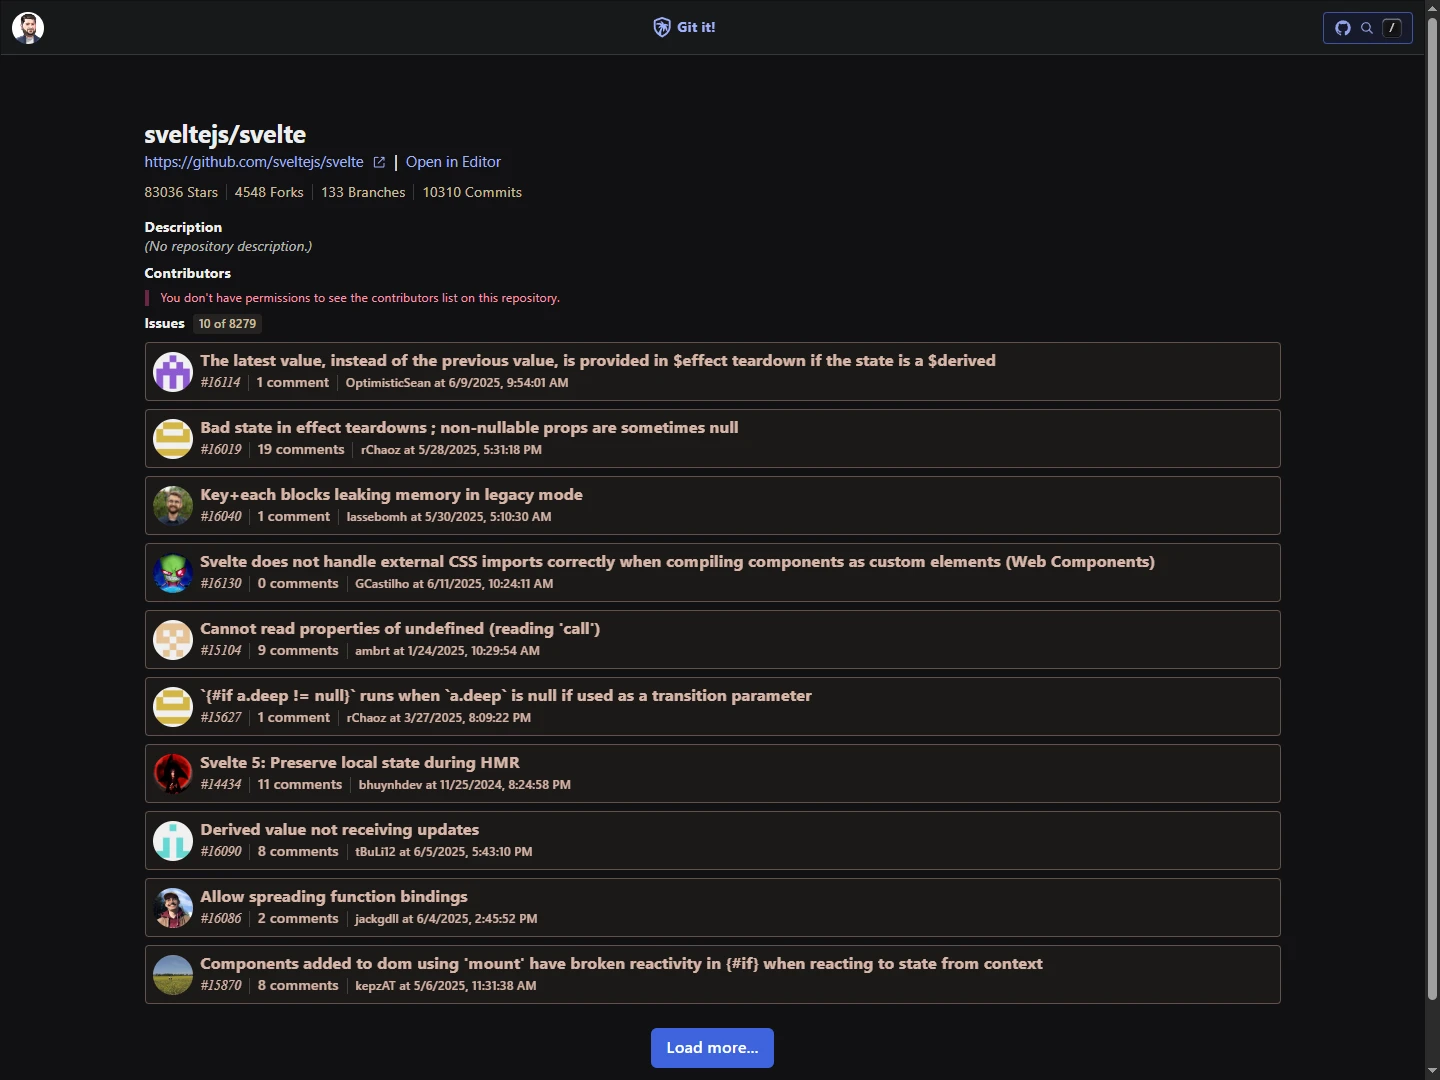 Git it!
/
sveltejs/svelte
https://github.com/sveltejs/svelte | Open in Editor
83036 Stars 4548 Forks 133 Branches 10310 Commits
Description
(No repository description.)
Contributors
You don't have permissions to see the contributors list on this repository.
Issues 10 of 8279
The latest value, instead of the previous value, is provided in $effect teardown if the state is a $derived
#16114 1 comment OptimisticSean at 6/9/2025, 9:54:01 AM
Bad state in effect teardowns ; non-nullable props are sometimes null
#16019 19 comments rChaoz at 5/28/2025, 5:31:18 PM
Key+each blocks leaking memory in legacy mode
#16040 1 comment lassebomh at 5/30/2025, 5:10:30 AM
Svelte does not handle external CSS imports correctly when compiling components as custom elements (Web Components)
#16130 0 comments GCastilho at 6/11/2025, 10:24:11 AM
Cannot read properties of undefined (reading 'call')
#15104 9 comments ambrt at 1/24/2025, 10:29:54 AM
`{#if a.deep != null}` runs when `a.deep` is null if used as a transition parameter
#15627 1 comment rChaoz at 3/27/2025, 8:09:22 PM
Svelte 5: Preserve local state during HMR
#14434 11 comments bhuynhdev at 11/25/2024, 8:24:58 PM
Derived value not receiving updates
#16090 8 comments tBuLi12 at 6/5/2025, 5:43:10 PM
Allow spreading function bindings
#16086 2 comments jackgdll at 6/4/2025, 2:45:52 PM
Components added to dom using 'mount' have broken reactivity in {#if} when reacting to state from context
#15870 8 comments kepzAT at 5/6/2025, 11:31:38 AM
Load more...